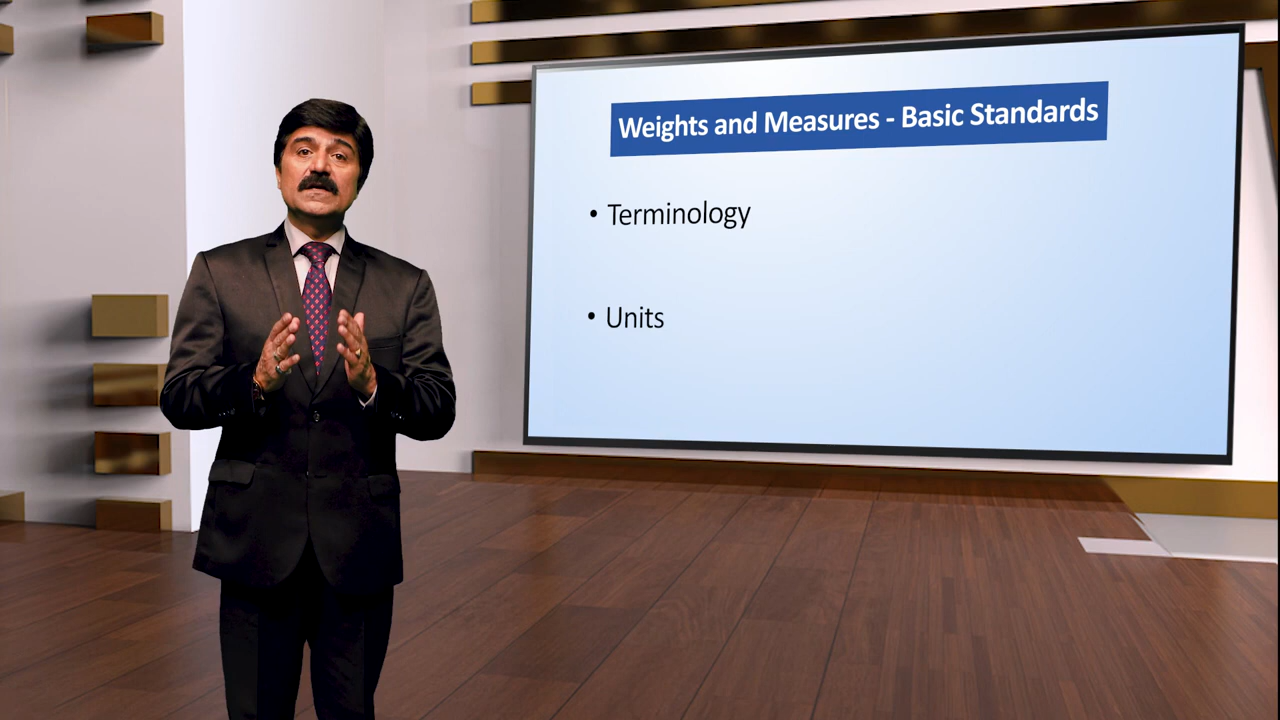 Weights and Measures - Basic Standards
• Terminology
• Units